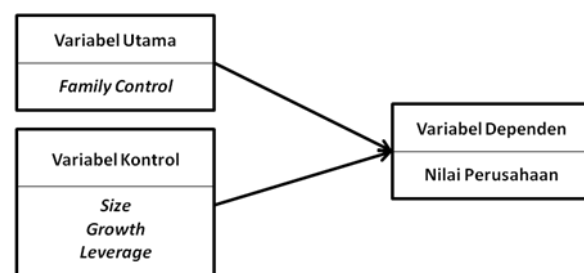 Variabel Utama
Family Control
Variabel Kontrol
Size
Growth
Leverage
Variabel Dependen
Nilai Perusahaan